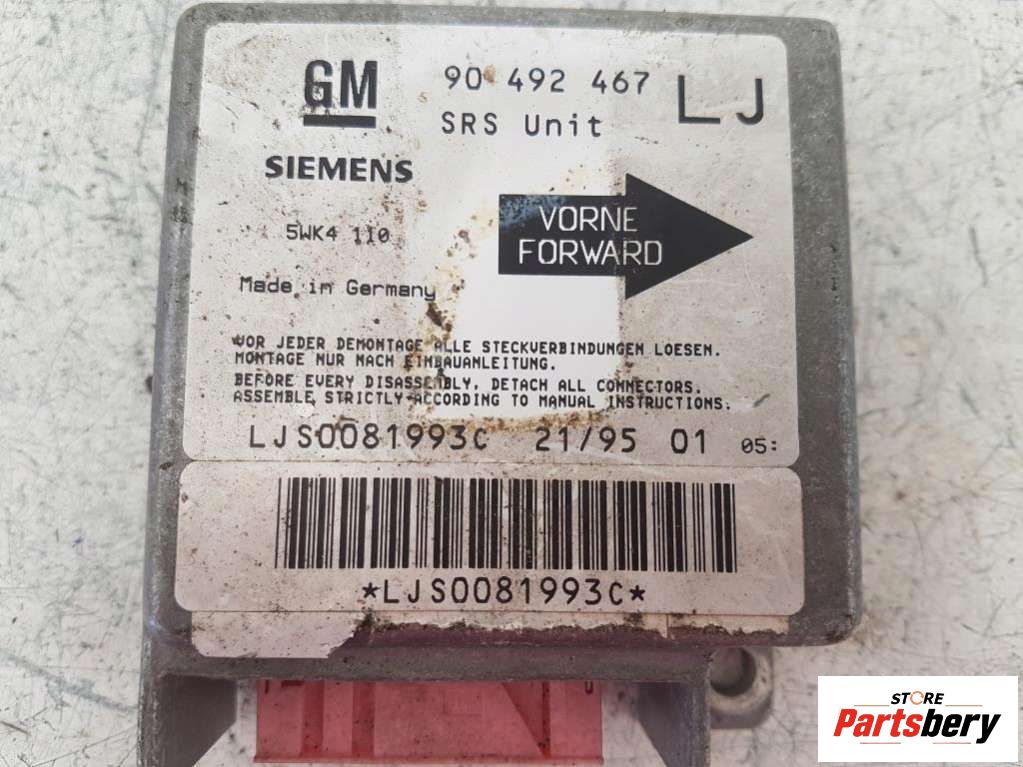 GM 90 492 467 LJ
SRS Unit
SIEMENS
VORNE
FORWARD
5WK4 110
Made in Germany
VOR JEDER DEMONTAGE ALLE STECKVERBINDUNGEN LOESEN.
MONTAGE NUR NACH EINBAUANLEITUNG.
BEFORE EVERY DISASSEMBLY, DETACH ALL CONNECTORS.
ASSEMBLE STRICTLY ACCORDING TO MANUAL INSTRUCTIONS.
LJS0081993C 21/95 01 05:
*LJS0081993C*
STORE
Partsbery